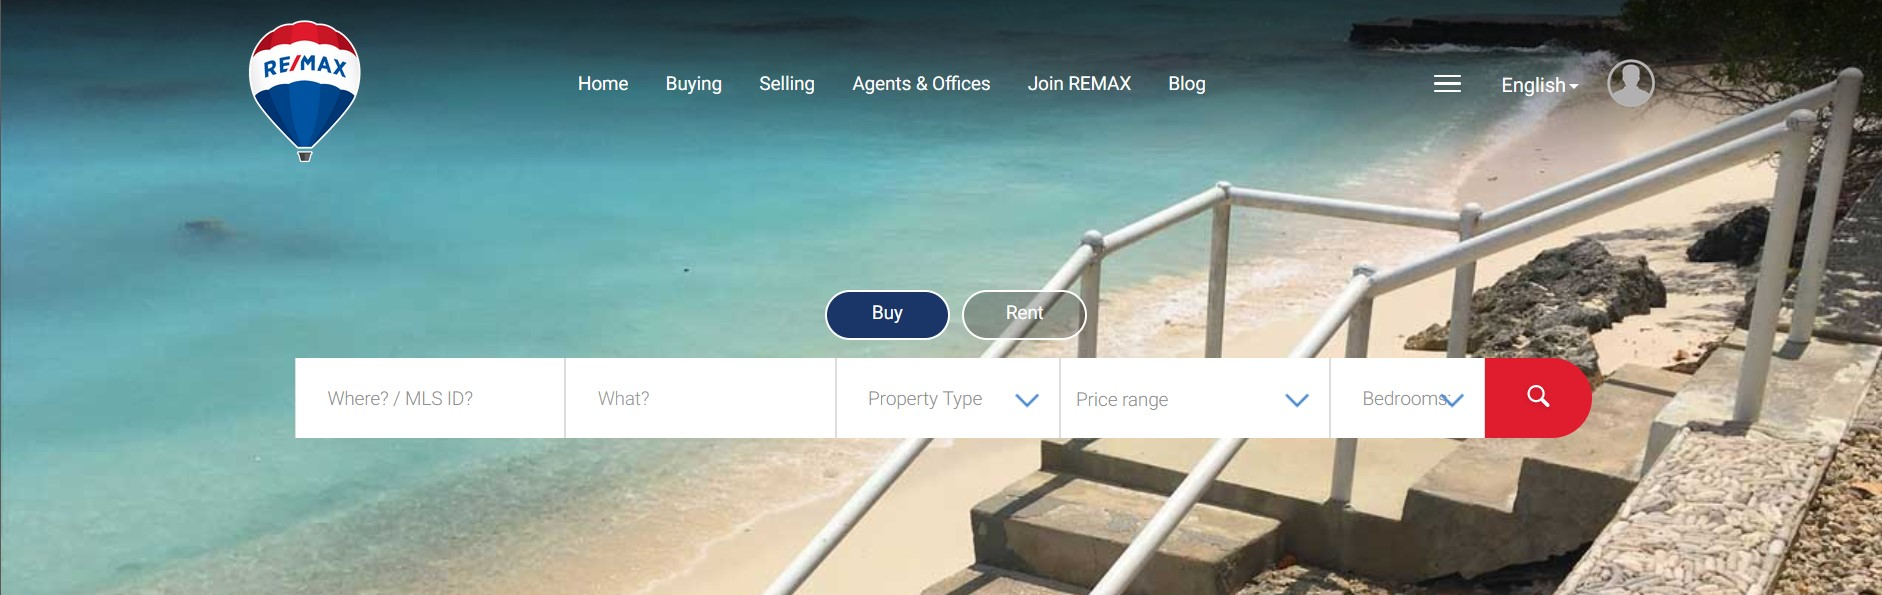 RE/MAX
Home Buying Selling Agents & Offices Join REMAX Blog English
Buy Rent
Where? / MLS ID? What? Property Type Price range Bedrooms: